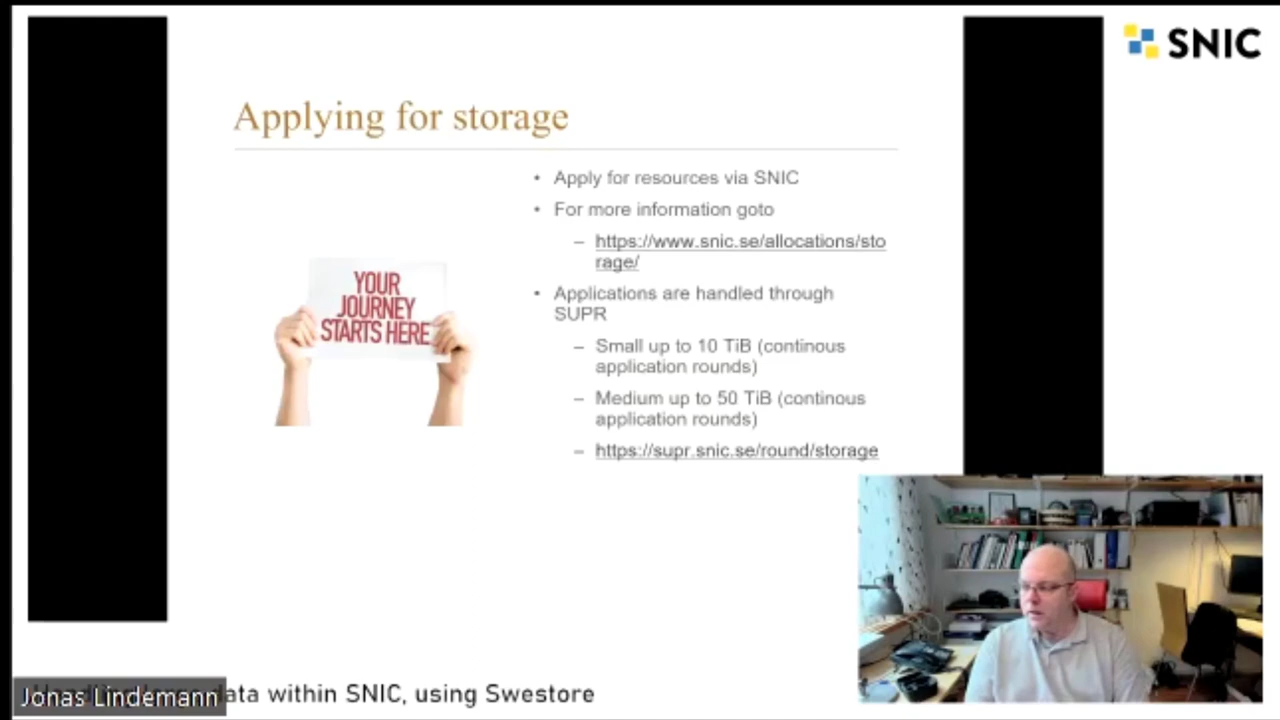 SNIC
Applying for storage
• Apply for resources via SNIC
• For more information goto
– https://www.snic.se/allocations/sto
rage/
• Applications are handled through
SUPR
– Small up to 10 TiB (continous
application rounds)
– Medium up to 50 TiB (continous
application rounds)
– https://supr.snic.se/round/storage
YOUR
JOURNEY
STARTS HERE
Jonas Lindemann
data within SNIC, using Swestore